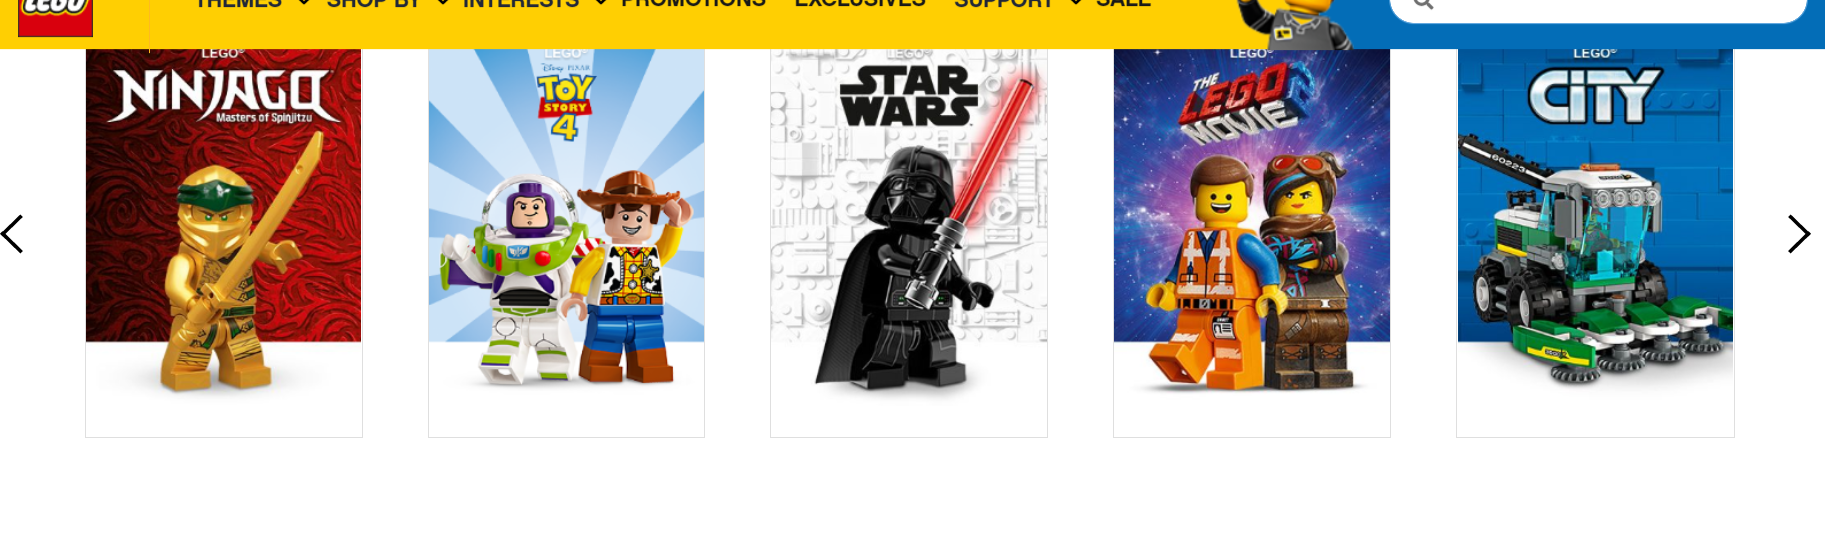 LEGO
THEMES SHOP BY INTERESTS PROMOTIONS EXCLUSIVES SUPPORT SALE
LEGO®
NINJAGO
Masters of Spinjitzu
LEGO®
Disney PIXAR
TOY
STORY
4
LEGO®
STAR
WARS
LEGO®
THE
LEGO
MOVIE
2
LEGO®
CITY
60223